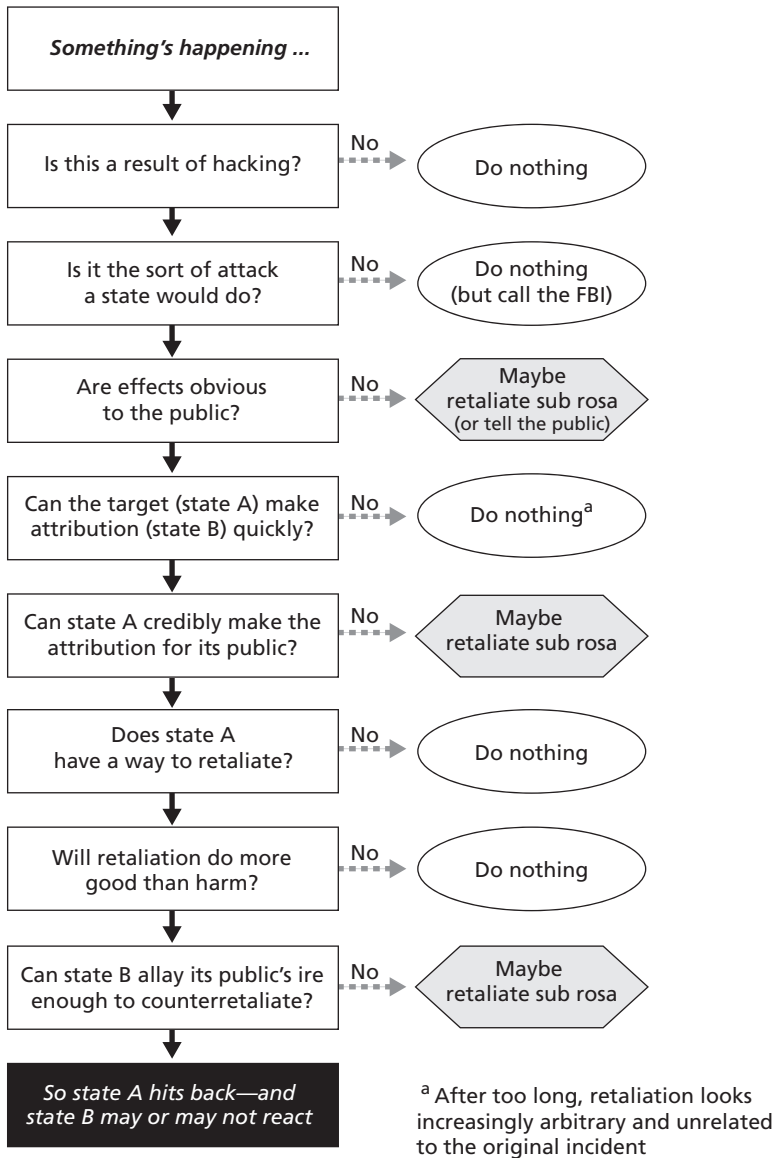 Something's happening ...
Is this a result of hacking?
No
Do nothing
Is it the sort of attack
a state would do?
No
Do nothing
(but call the FBI)
Are effects obvious
to the public?
No
Maybe
retaliate sub rosa
(or tell the public)
Can the target (state A) make
attribution (state B) quickly?
No
Do nothingᵃ
Can state A credibly make the
attribution for its public?
No
Maybe
retaliate sub rosa
Does state A
have a way to retaliate?
No
Do nothing
Will retaliation do more
good than harm?
No
Do nothing
Can state B allay its public's ire
enough to counterretaliate?
No
Maybe
retaliate sub rosa
So state A hits back—and
state B may or may not react
ᵃ After too long, retaliation looks
increasingly arbitrary and unrelated
to the original incident